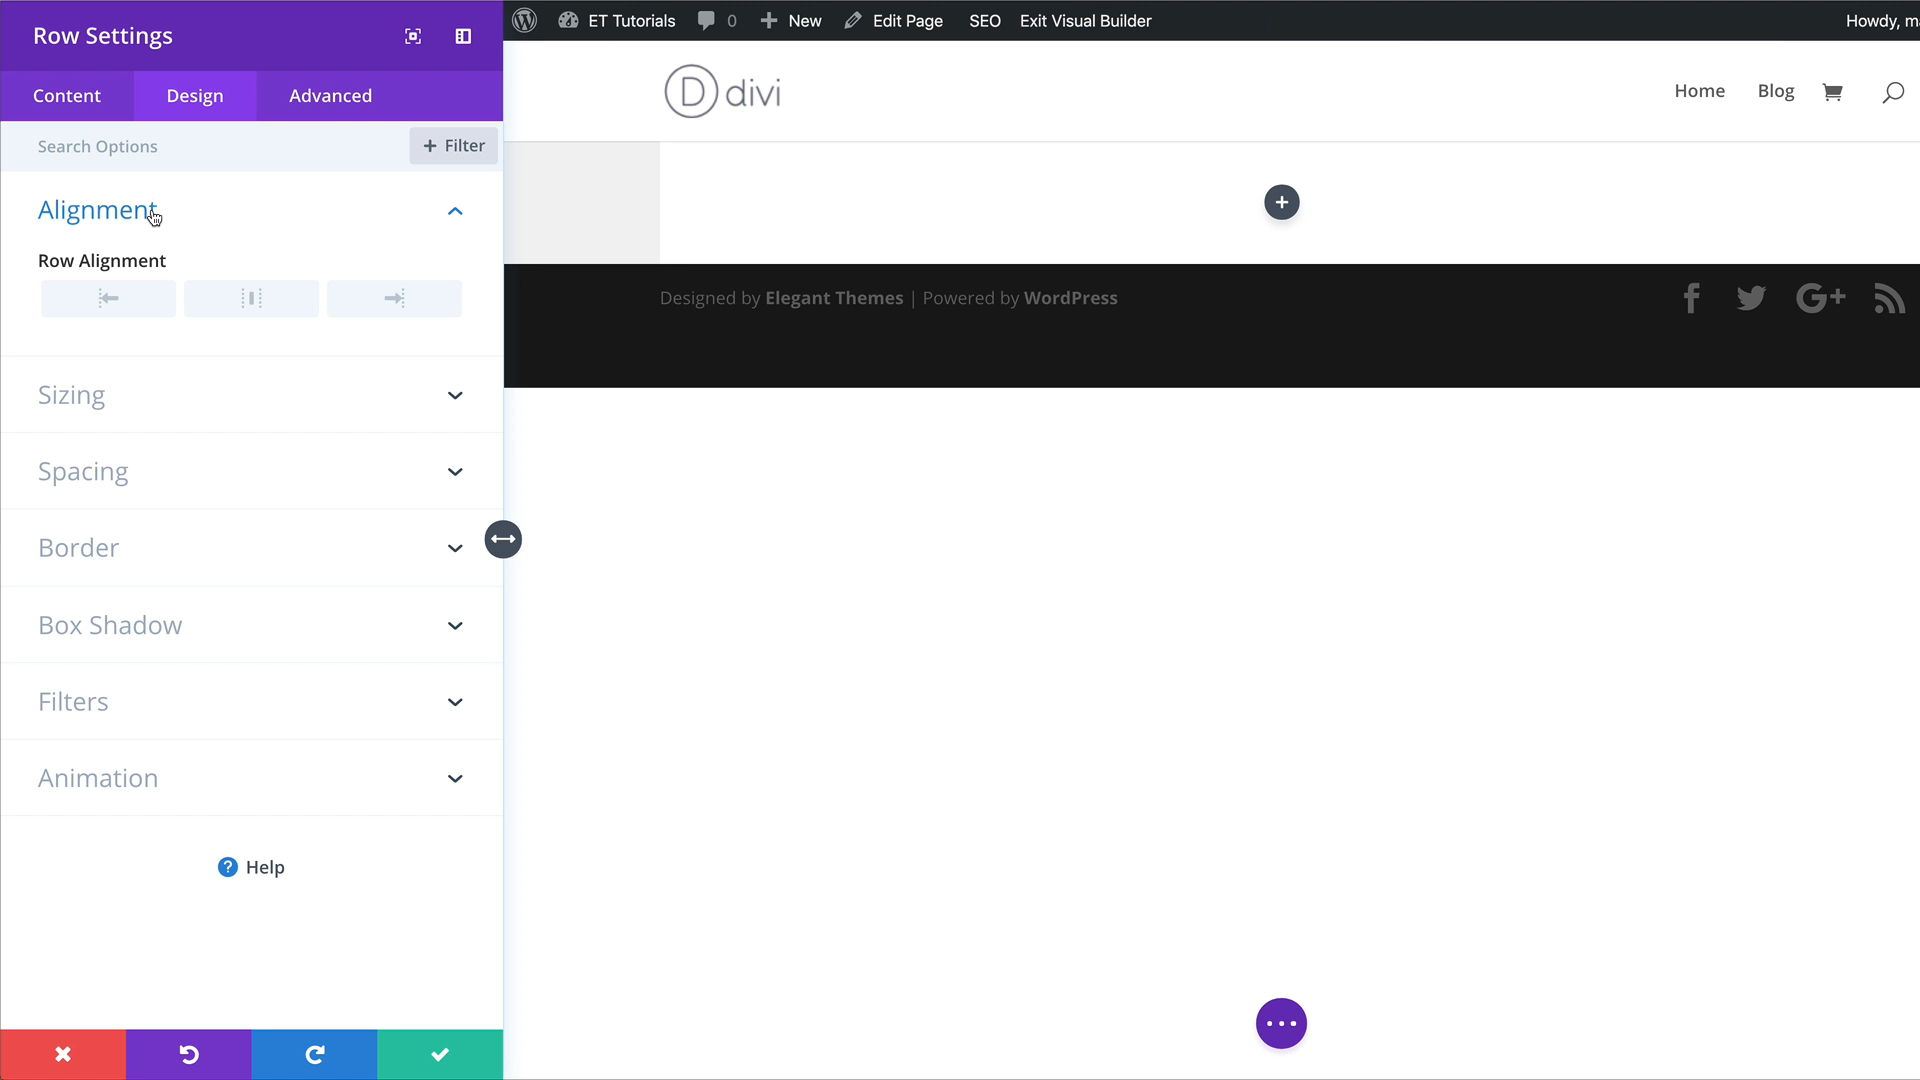 Row Settings
Content
Design
Advanced
Search Options
+ Filter
Alignment
Row Alignment
Sizing
Spacing
Border
Box Shadow
Filters
Animation
? Help
ET Tutorials
0
+ New
Edit Page
SEO
Exit Visual Builder
Howdy, m
D divi
Home
Blog
Designed by Elegant Themes | Powered by WordPress